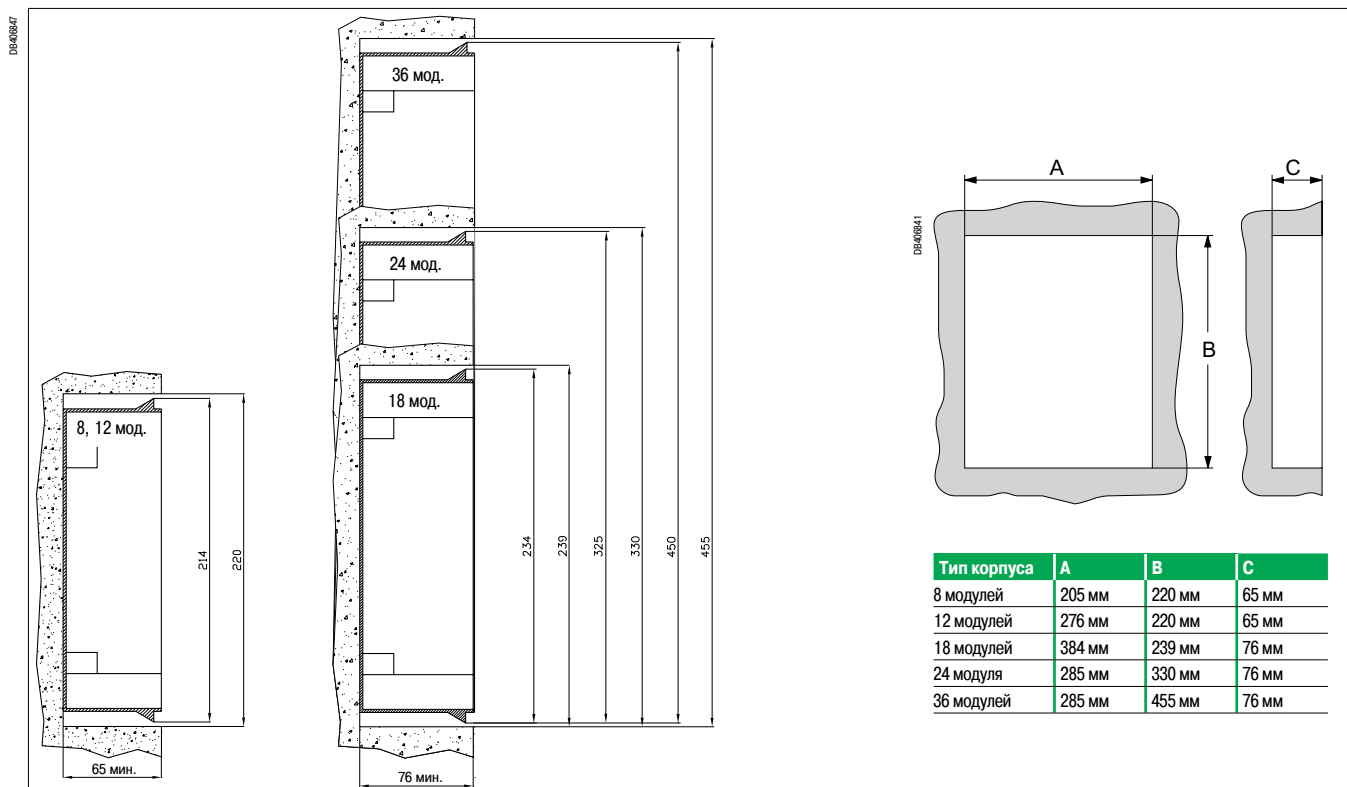 DB406847
36 мод.
24 мод.
18 мод.
8, 12 мод.
214
220
234
239
325
330
450
455
65 мин.
76 мин.
DB406841
A
C
B
Тип корпуса A B C
8 модулей 205 мм 220 мм 65 мм
12 модулей 276 мм 220 мм 65 мм
18 модулей 384 мм 239 мм 76 мм
24 модуля 285 мм 330 мм 76 мм
36 модулей 285 мм 455 мм 76 мм